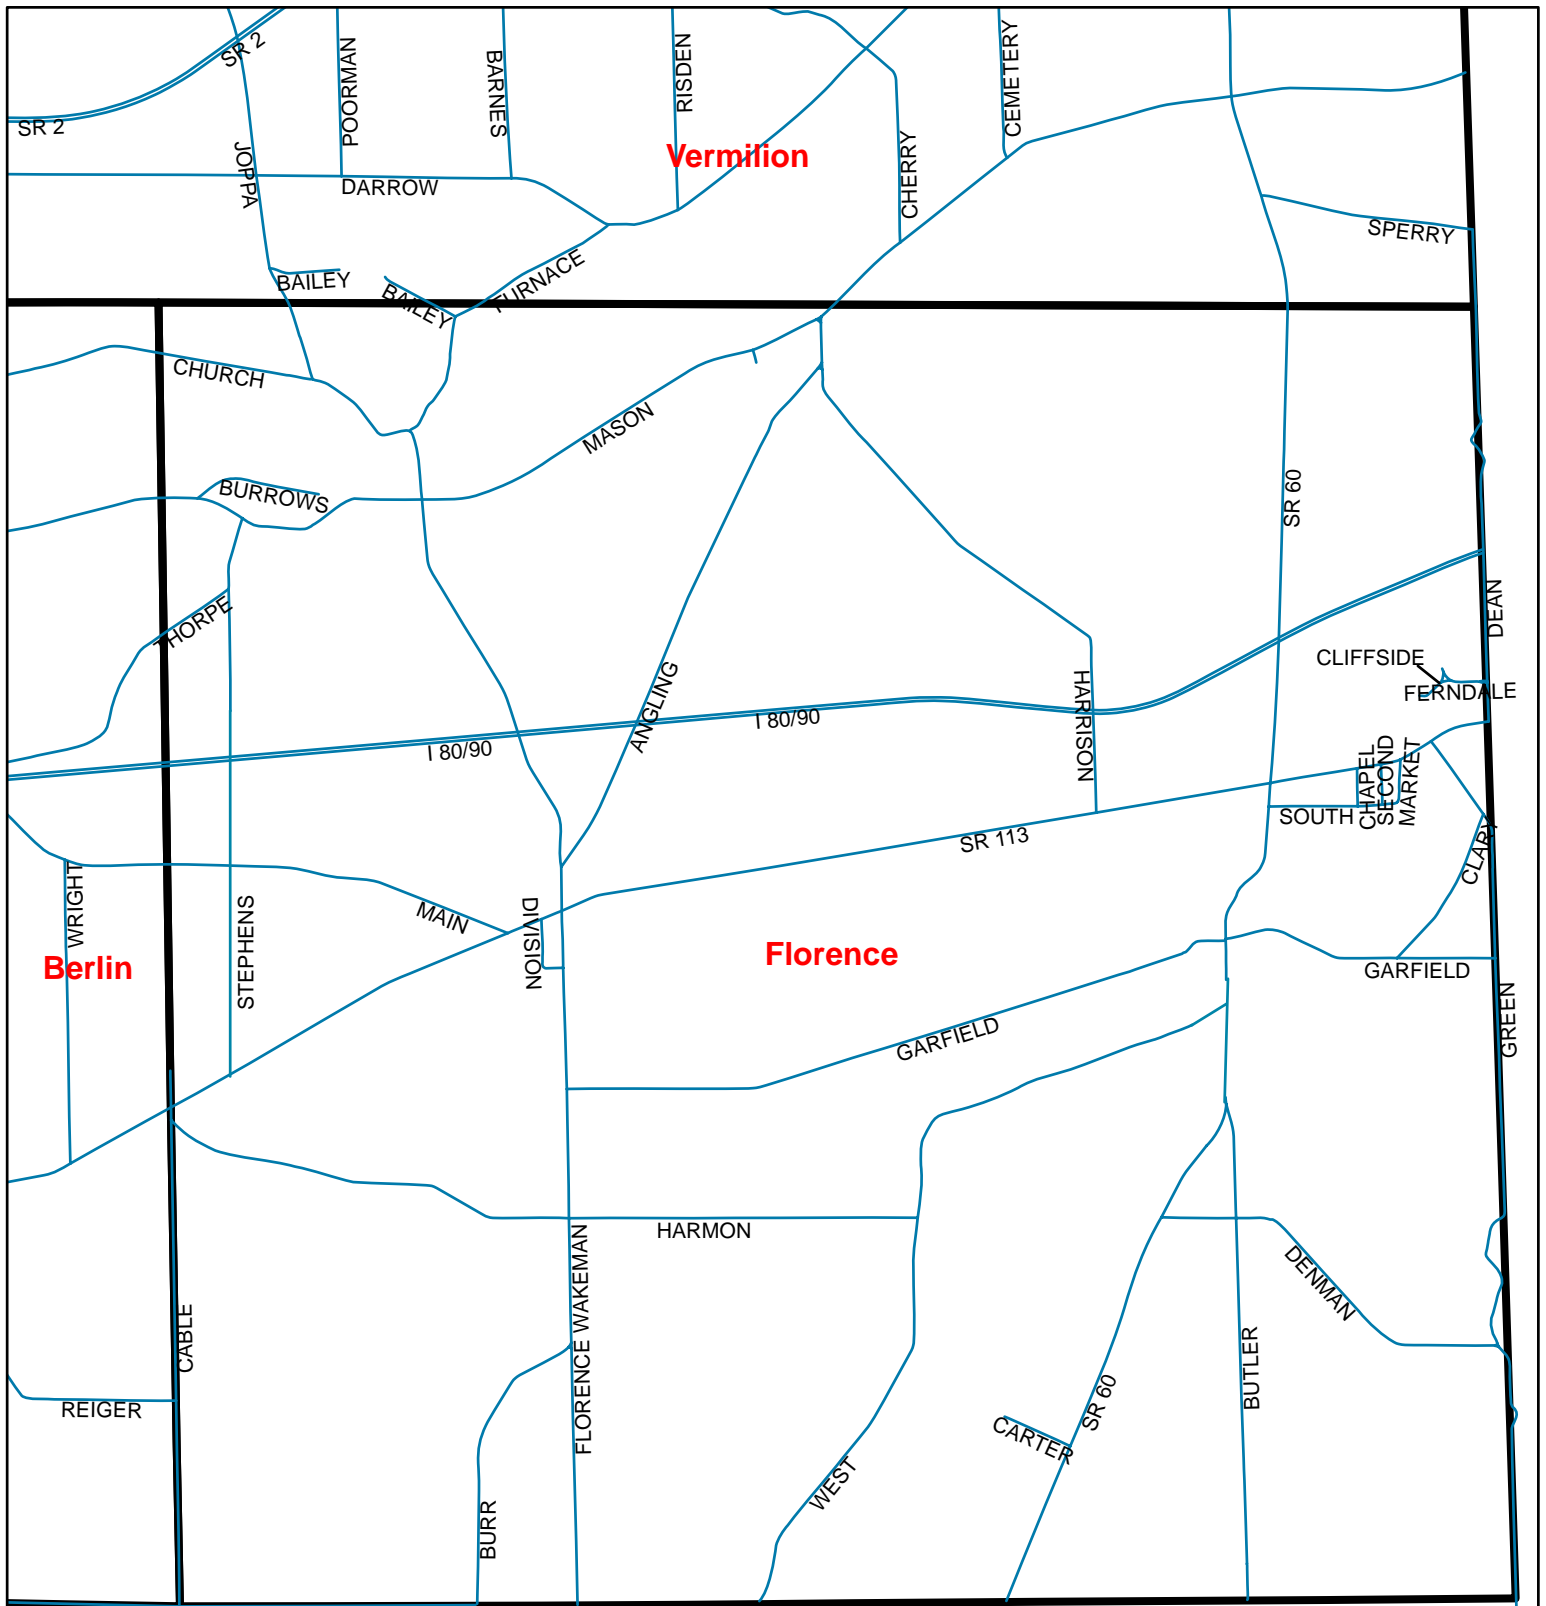 SR 2
SR 2
POORMAN
BARNES
RISDEN
CEMETERY
Vermilion
JOPPA
DARROW
CHERRY
SPERRY
BAILEY
BAILEY
FURNACE
CHURCH
MASON
BURROWS
SR 60
THORPE
DEAN
CLIFFSIDE
FERNDALE
ANGLING
HARRISON
I 80/90
I 80/90
CHAPEL
SECOND
MARKET
SOUTH
SR 113
CLARY
WRIGHT
STEPHENS
MAIN
DIVISION
Florence
Berlin
GARFIELD
GREEN
GARFIELD
HARMON
FLORENCE WAKEMAN
DENMAN
CABLE
BUTLER
REIGER
SR 60
CARTER
WEST
BURR